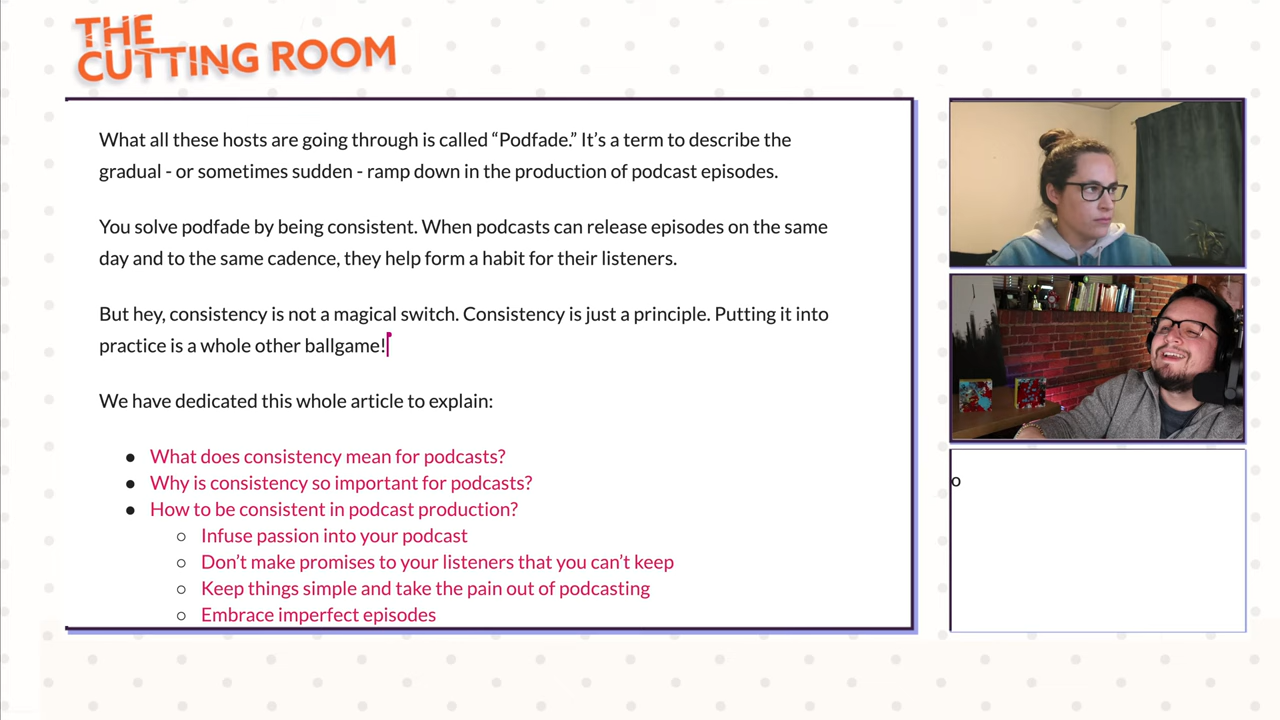 THE
CUTTING ROOM
What all these hosts are going through is called “Podfade.” It’s a term to describe the
gradual - or sometimes sudden - ramp down in the production of podcast episodes.
You solve podfade by being consistent. When podcasts can release episodes on the same
day and to the same cadence, they help form a habit for their listeners.
But hey, consistency is not a magical switch. Consistency is just a principle. Putting it into
practice is a whole other ballgame!
We have dedicated this whole article to explain:
● What does consistency mean for podcasts?
● Why is consistency so important for podcasts?
● How to be consistent in podcast production?
○ Infuse passion into your podcast
○ Don’t make promises to your listeners that you can’t keep
○ Keep things simple and take the pain out of podcasting
○ Embrace imperfect episodes
o